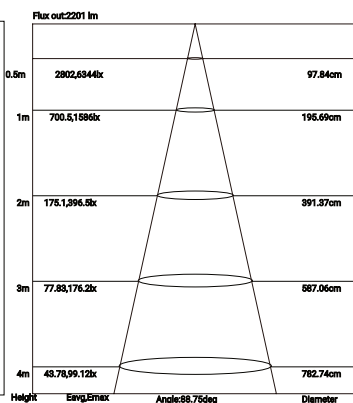 Flux out:2201 lm
0.5m 2802,6344lx 97.84cm
1m 700.5,1586lx 195.69cm
2m 175.1,396.5lx 391.37cm
3m 77.83,176.2lx 587.06cm
4m 43.78,99.12lx 782.74cm
Height Eavg,Emax Angle:88.75deg Diameter